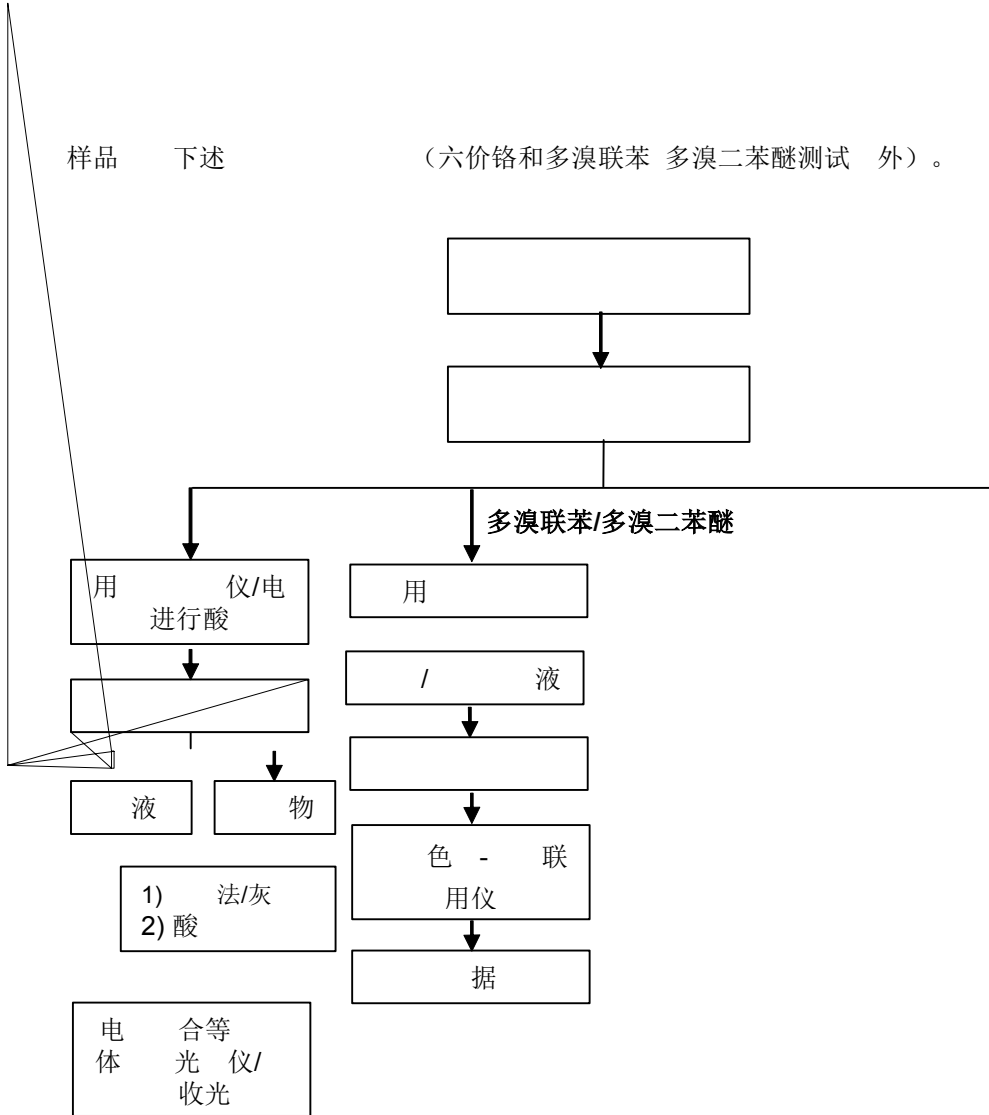 样品 下述 （六价铬和多溴联苯 多溴二苯醚测试 外）。
多溴联苯/多溴二苯醚
用 仪/电
进行酸
用
/ 液
液 物
色 - 联
用仪
1) 法/灰
2) 酸
据
电 合等
体 光 仪/
收光